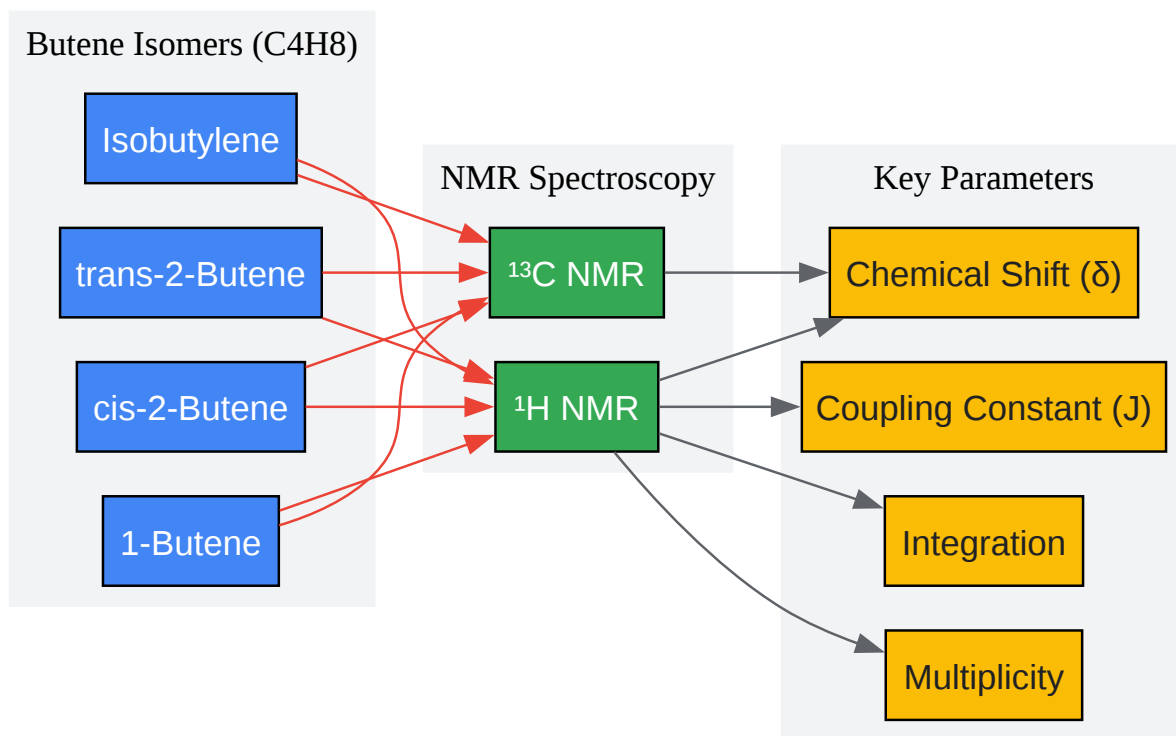 Butene Isomers (C4H8)
Isobutylene
trans-2-Butene
cis-2-Butene
1-Butene
NMR Spectroscopy
¹³C NMR
¹H NMR
Key Parameters
Chemical Shift (δ)
Coupling Constant (J)
Integration
Multiplicity